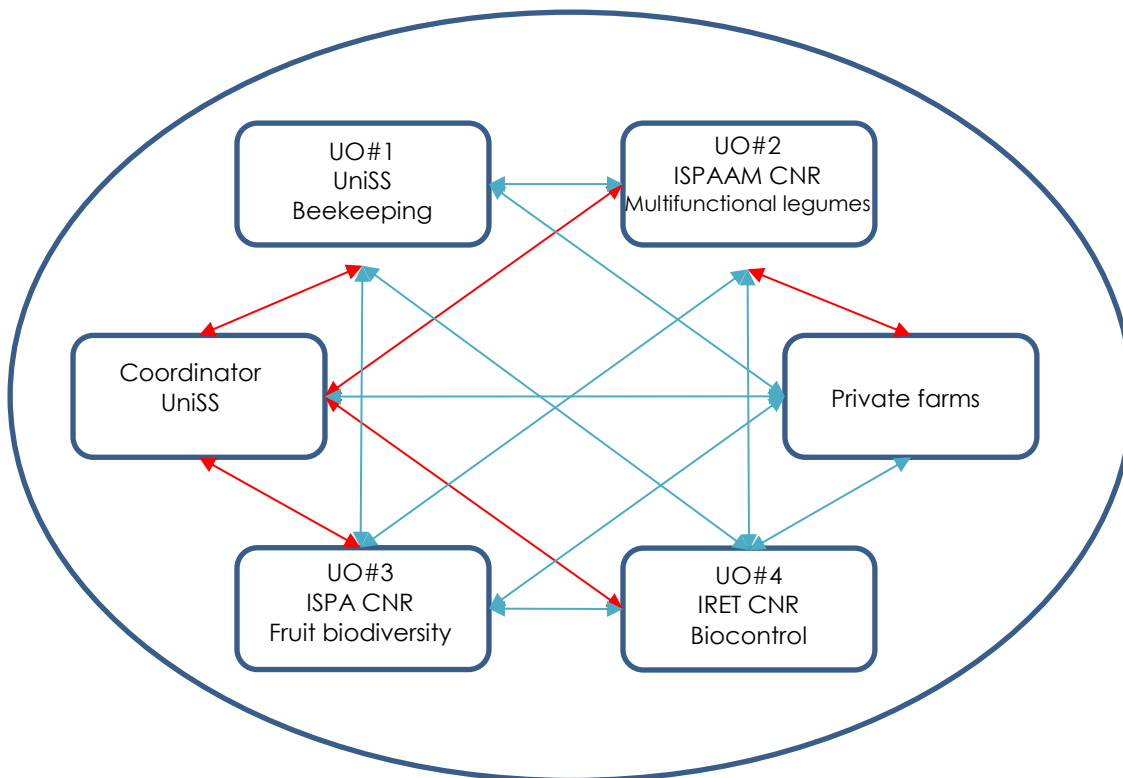 UO#1
UniSS
Beekeeping
UO#2
ISPAAM CNR
Multifunctional legumes
Coordinator
UniSS
Private farms
UO#3
ISPA CNR
Fruit biodiversity
UO#4
IRET CNR
Biocontrol